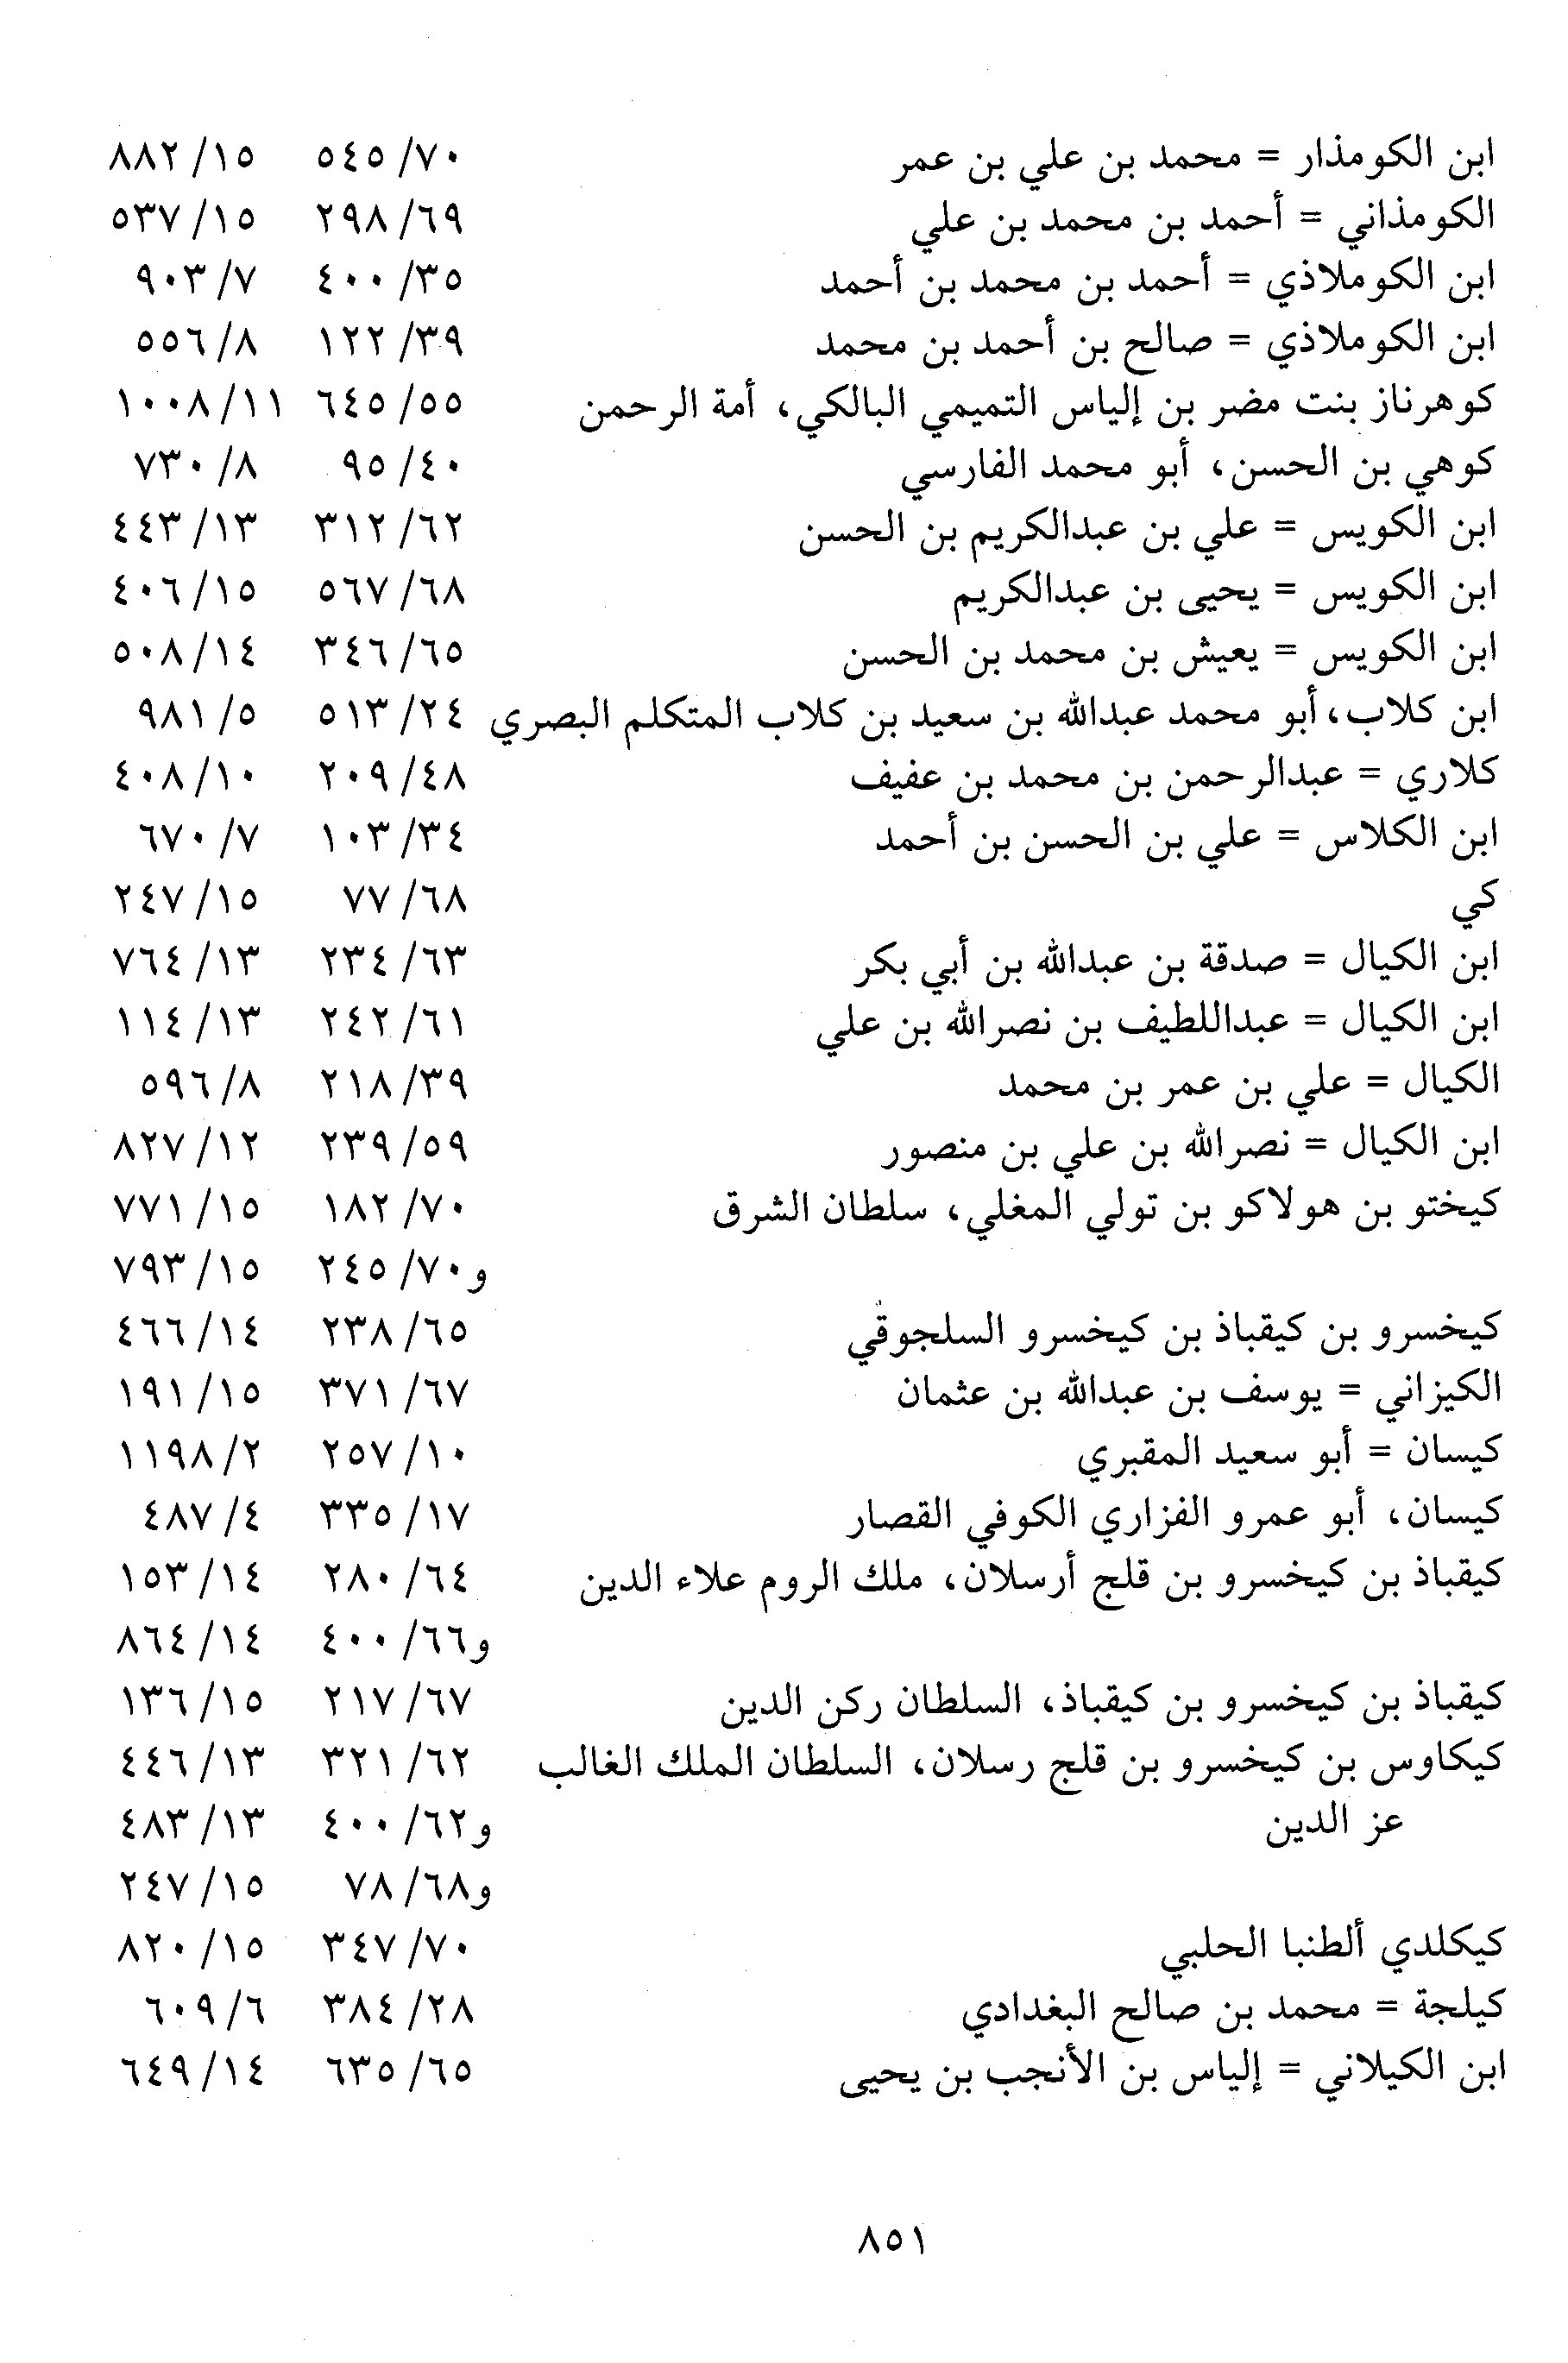 ابن الكومذار = محمد بن علي بن عمر ٧٠/ ٥٤٥ ١٥/ ٨٨٢
الكومذاني = أحمد بن محمد بن علي ٦٩/ ٢٩٨ ١٥/ ٥٣٧
ابن الكوملاذي = أحمد بن محمد بن أحمد ٣٥/ ٤٠٠ ٧/ ٩٠٣
ابن الكوملاذي = صالح بن أحمد بن محمد ٣٩/ ١٢٢ ٨/ ٥٥٦
كوهرناز بنت مضر بن إلياس التميمي البالكي، أمة الرحمن ٥٥/ ٦٤٥ ١١/ ١٠٠٨
كوهي بن الحسن، أبو محمد الفارسي ٤٠/ ٩٥ ٨/ ٧٣٠
ابن الكويس = علي بن عبدالكريم بن الحسن ٦٢/ ٣١٢ ١٣/ ٤٤٣
ابن الكويس = يحيى بن عبدالكريم ٦٨/ ٥٦٧ ١٥/ ٤٠٦
ابن الكويس = يعيش بن محمد بن الحسن ٦٥/ ٣٤٦ ١٤/ ٥٠٨
ابن كلاب، أبو محمد عبدالله بن سعيد بن كلاب المتكلم البصري ٢٤/ ٥١٣ ٥/ ٩٨١
كلاري = عبدالرحمن بن محمد بن عفيف ٤٨/ ٢٠٩ ١٠/ ٤٠٨
ابن الكلاس = علي بن الحسن بن أحمد ٣٤/ ١٠٣ ٧/ ٦٧٠
كي ٦٨/ ٧٧ ١٥/ ٢٤٧
ابن الكيال = صدقة بن عبدالله بن أبي بكر ٦٣/ ٢٣٤ ١٣/ ٧٦٤
ابن الكيال = عبداللطيف بن نصرالله بن علي ٦١/ ٢٤٢ ١٣/ ١١٤
الكيال = علي بن عمر بن محمد ٣٩/ ٢١٨ ٨/ ٥٩٦
ابن الكيال = نصرالله بن علي بن منصور ٥٩/ ٢٣٩ ١٢/ ٨٢٧
كيختو بن هولاكو بن تولي المغلي، سلطان الشرق ٧٠/ ١٨٢ ١٥/ ٧٧١
و٧٠/ ٢٤٥ ١٥/ ٧٩٣
كيخسرو بن كيقباذ بن كيخسرو السلجوقي ٦٥/ ٢٣٨ ١٤/ ٤٦٦
الكيزاني = يوسف بن عبدالله بن عثمان ٦٧/ ٣٧١ ١٥/ ١٩١
كيسان = أبو سعيد المقبري ١٠/ ٢٥٧ ٢/ ١١٩٨
كيسان، أبو عمرو الفزاري الكوفي القصار ١٧/ ٣٣٥ ٤/ ٤٨٧
كيقباذ بن كيخسرو بن قلج أرسلان، ملك الروم علاء الدين ٦٤/ ٢٨٠ ١٤/ ١٥٣
و٦٦/ ٤٠٠ ١٤/ ٨٦٤
كيقباذ بن كيخسرو بن كيقباذ، السلطان ركن الدين ٦٧/ ٢١٧ ١٥/ ١٣٦
كيكاوس بن كيخسرو بن قلج رسلان، السلطان الملك الغالب ٦٢/ ٣٢١ ١٣/ ٤٤٦
عز الدين و٦٢/ ٤٠٠ ١٣/ ٤٨٣
و٦٨/ ٧٨ ١٥/ ٢٤٧
كيكلدي ألطنبا الحلبي ٧٠/ ٣٤٧ ١٥/ ٨٢٠
كيلجة = محمد بن صالح البغدادي ٢٨/ ٣٨٤ ٦/ ٦٠٩
ابن الكيلاني = إلياس بن الأنجب بن يحيى ٦٥/ ٦٣٥ ١٤/ ٦٤٩
٨٥١